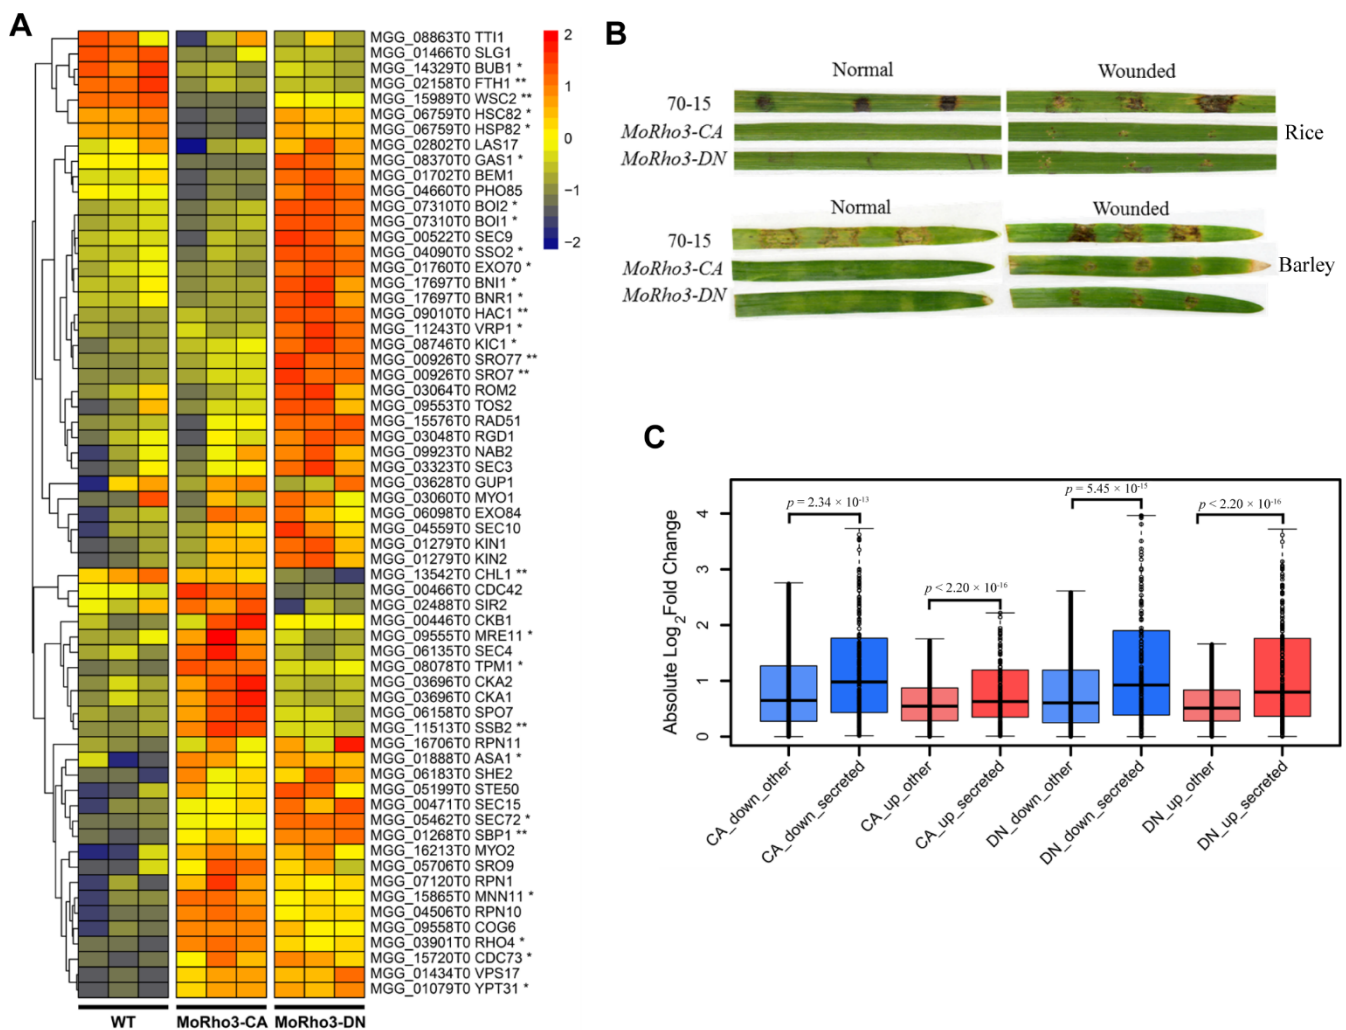 A
MGG_08863T0 TTI1
MGG_01466T0 SLG1
MGG_14329T0 BUB1 *
MGG_02158T0 FTH1 **
MGG_15989T0 WSC2 **
MGG_06759T0 HSC82 *
MGG_06759T0 HSP82 *
MGG_02802T0 LAS17
MGG_08370T0 GAS1 *
MGG_01702T0 BEM1
MGG_04660T0 PHO85
MGG_07310T0 BOI2 *
MGG_07310T0 BOI1 *
MGG_00522T0 SEC9
MGG_04090T0 SSO2 *
MGG_01760T0 EXO70 *
MGG_17697T0 BNI1 *
MGG_17697T0 BNR1 *
MGG_09010T0 HAC1 **
MGG_11243T0 VRP1 *
MGG_08746T0 KIC1 *
MGG_00926T0 SRO77 **
MGG_00926T0 SRO7 **
MGG_03064T0 ROM2
MGG_09553T0 TOS2
MGG_15576T0 RAD51
MGG_03048T0 RGD1
MGG_09923T0 NAB2
MGG_03323T0 SEC3
MGG_03628T0 GUP1
MGG_03060T0 MYO1
MGG_06098T0 EXO84
MGG_04559T0 SEC10
MGG_01279T0 KIN1
MGG_01279T0 KIN2
MGG_13542T0 CHL1 **
MGG_00466T0 CDC42
MGG_02488T0 SIR2
MGG_00446T0 CKB1
MGG_09555T0 MRE11 *
MGG_06135T0 SEC4
MGG_08078T0 TPM1 *
MGG_03696T0 CKA2
MGG_03696T0 CKA1
MGG_06158T0 SPO7
MGG_11513T0 SSB2 **
MGG_16706T0 RPN11
MGG_01888T0 ASA1 *
MGG_06183T0 SHE2
MGG_05199T0 STE50
MGG_00471T0 SEC15
MGG_05462T0 SEC72 *
MGG_01268T0 SBP1 **
MGG_16213T0 MYO2
MGG_05706T0 SRO9
MGG_07120T0 RPN1
MGG_15865T0 MNN11 *
MGG_04506T0 RPN10
MGG_09558T0 COG6
MGG_03901T0 RHO4 *
MGG_15720T0 CDC73 *
MGG_01434T0 VPS17
MGG_01079T0 YPT31 *
2
1
0
−1
−2
WT MoRho3-CA MoRho3-DN
B
Normal Wounded
70-15
MoRho3-CA
MoRho3-DN
Rice
Normal Wounded
70-15
MoRho3-CA
MoRho3-DN
Barley
C
Absolute Log2Fold Change
4
3
2
1
0
p = 2.34 × 10-13
p < 2.20 × 10-16
p = 5.45 × 10-15
p < 2.20 × 10-16
CA_down_other
CA_down_secreted
CA_up_other
CA_up_secreted
DN_down_other
DN_down_secreted
DN_up_other
DN_up_secreted